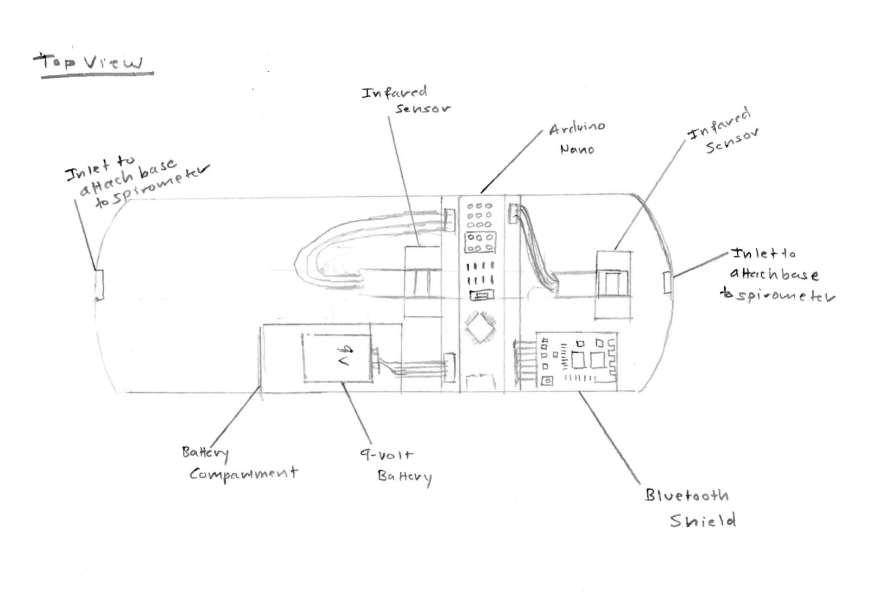 Top View
Infared
Sensor
Arduino
Nano
Infared
Sensor
Inlet to
attach base
to spirometer
Inlet to
attach base
to spirometer
9v
Battery
Compartment
9-volt
Battery
Bluetooth
Shield